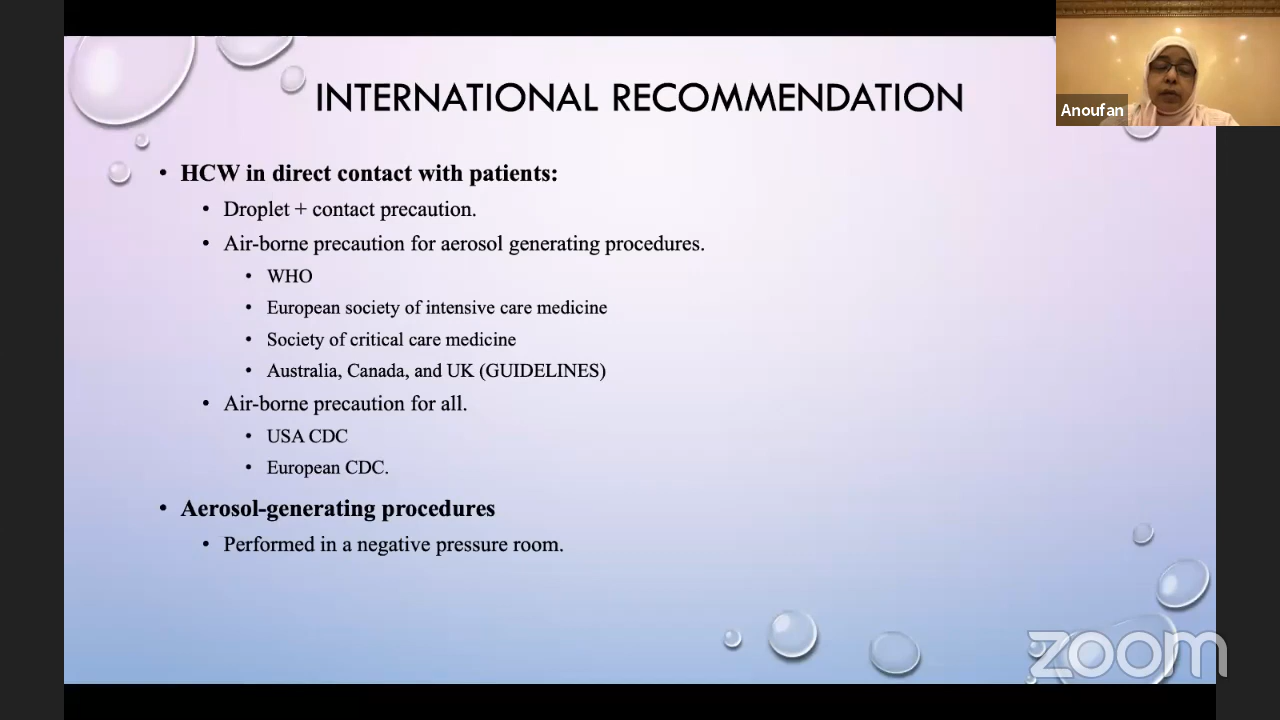 INTERNATIONAL RECOMMENDATION
Anoufan
• HCW in direct contact with patients:
• Droplet + contact precaution.
• Air-borne precaution for aerosol generating procedures.
• WHO
• European society of intensive care medicine
• Society of critical care medicine
• Australia, Canada, and UK (GUIDELINES)
• Air-borne precaution for all.
• USA CDC
• European CDC.
• Aerosol-generating procedures
• Performed in a negative pressure room.
zoom